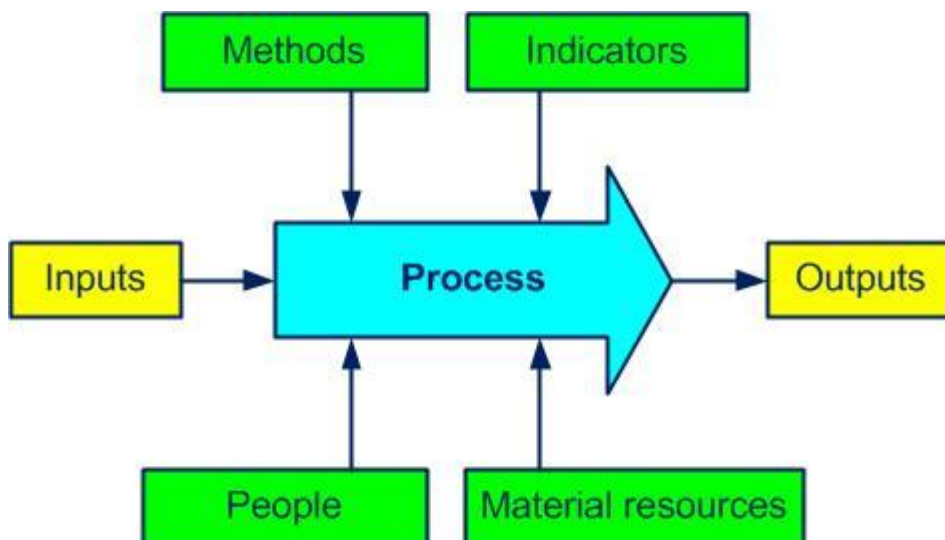 Methods
Indicators
Inputs
Process
Outputs
People
Material resources